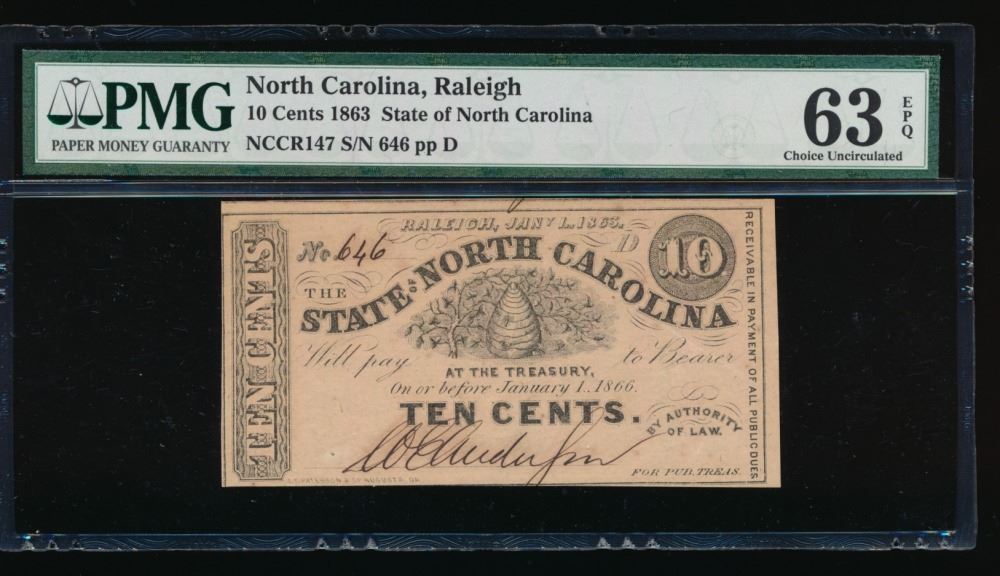 PMG
PAPER MONEY GUARANTY
North Carolina, Raleigh
10 Cents 1863 State of North Carolina
NCCR147 S/N 646 pp D
63
EPQ
Choice Uncirculated
RALEIGH, JANY 1. 1863.
No 646
D
10
THE
STATE OF NORTH CAROLINA
Will pay to Bearer
AT THE TREASURY,
On or before January 1. 1866.
TEN CENTS.
BY AUTHORITY
OF LAW.
FOR PUB. TREAS.
TEN CENTS
RECEIVABLE IN PAYMENT OF ALL PUBLIC DUES
AUGUSTA, GA